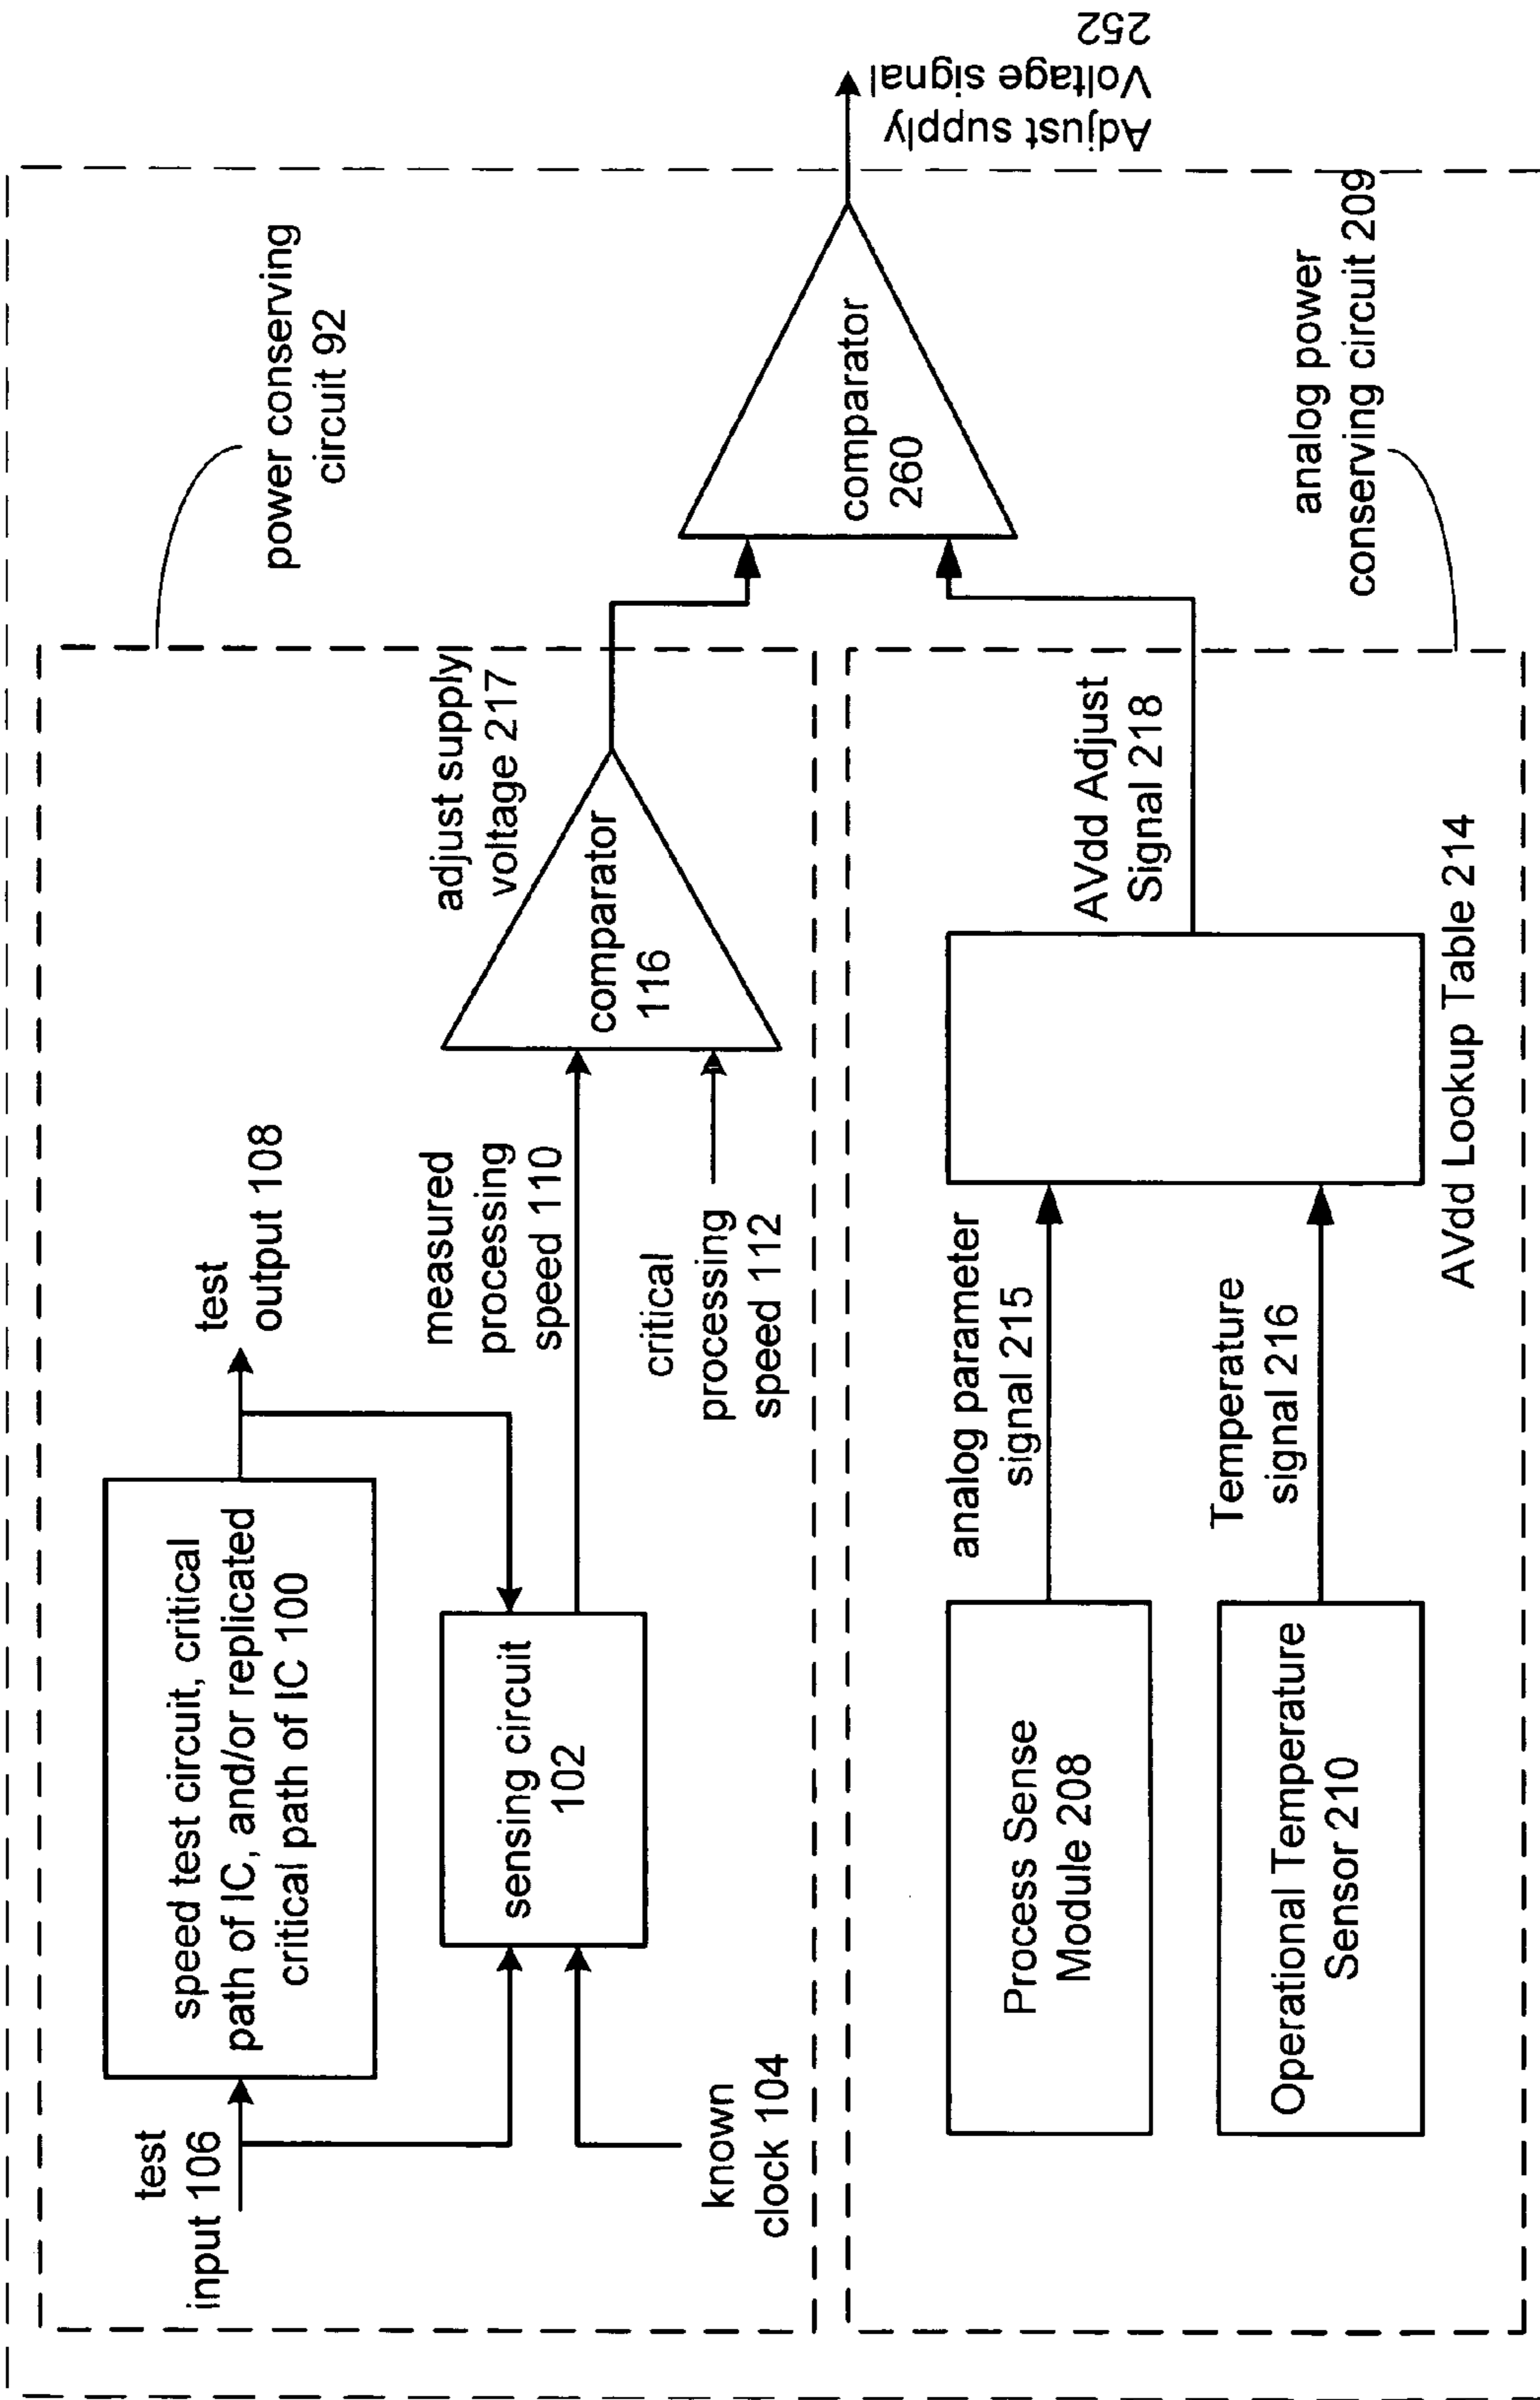 test
input 106
speed test circuit, critical
path of IC, and/or replicated
critical path of IC 100
test
output 108
known
clock 104
sensing circuit
102
measured
processing
speed 110
critical
processing
speed 112
comparator
116
adjust supply
voltage 217
power conserving
circuit 92
Process Sense
Module 208
analog parameter
signal 215
Operational Temperature
Sensor 210
Temperature
signal 216
AVdd Lookup Table 214
AVdd Adjust
Signal 218
analog power
conserving circuit 209
comparator
260
Adjust supply
Voltage signal
252